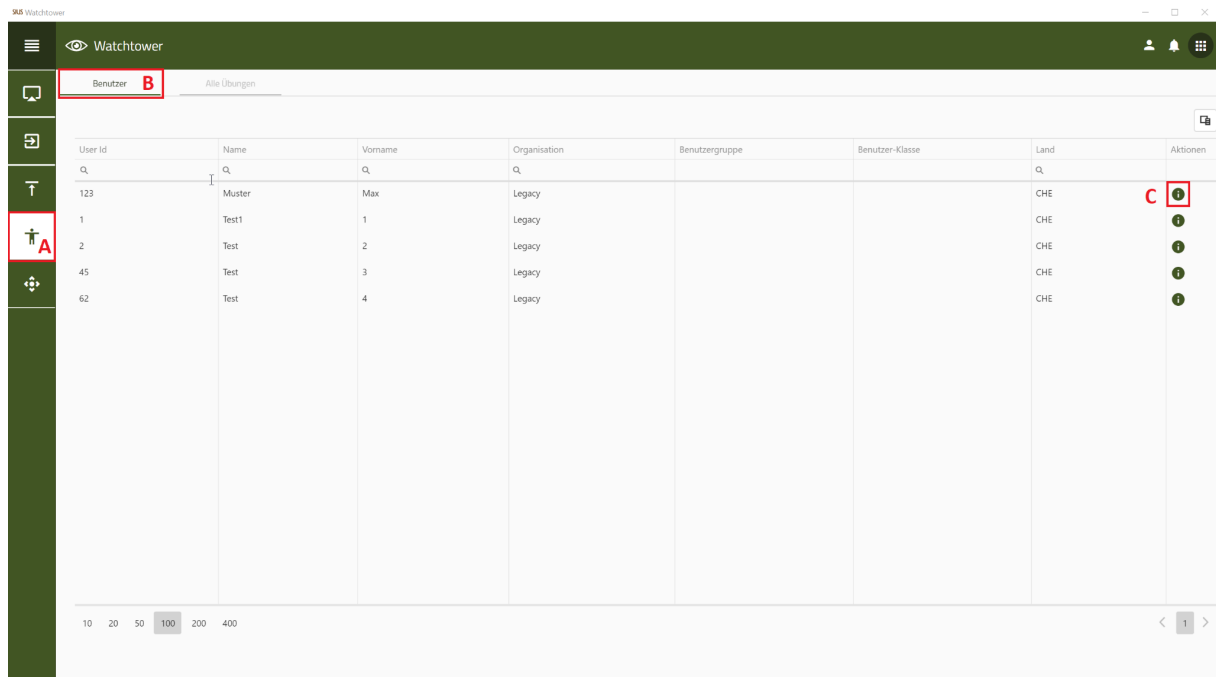 SIUS Watchtower
Watchtower
Benutzer B Alle Übungen
User Id Name Vorname Organisation Benutzergruppe Benutzer-Klasse Land Aktionen
123 Muster Max Legacy CHE C
1 Test1 1 Legacy CHE
A
2 Test 2 Legacy CHE
45 Test 3 Legacy CHE
62 Test 4 Legacy CHE
10 20 50 100 200 400 1